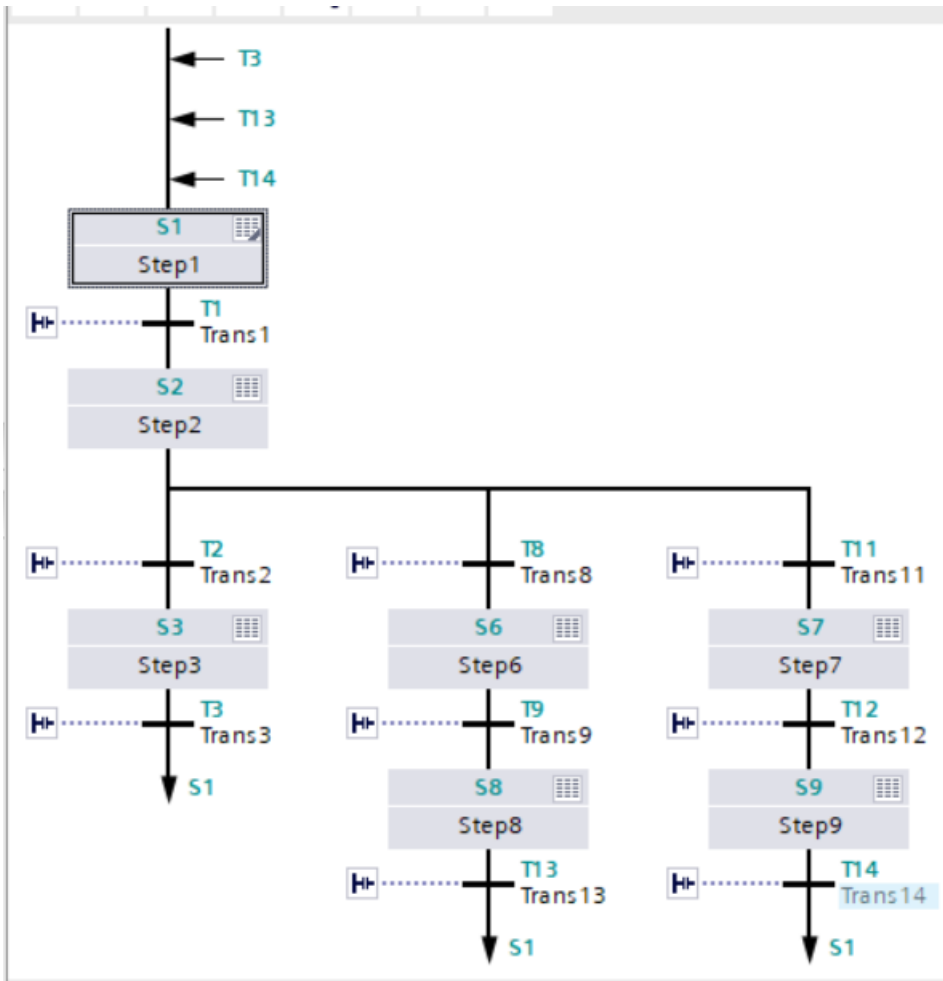 T3
T13
T14
S1
Step1
T1
Trans1
S2
Step2
T2
Trans2
T8
Trans8
T11
Trans11
S3
Step3
S6
Step6
S7
Step7
T3
Trans3
T9
Trans9
T12
Trans12
S1
S8
Step8
S9
Step9
T13
Trans13
T14
Trans14
S1
S1